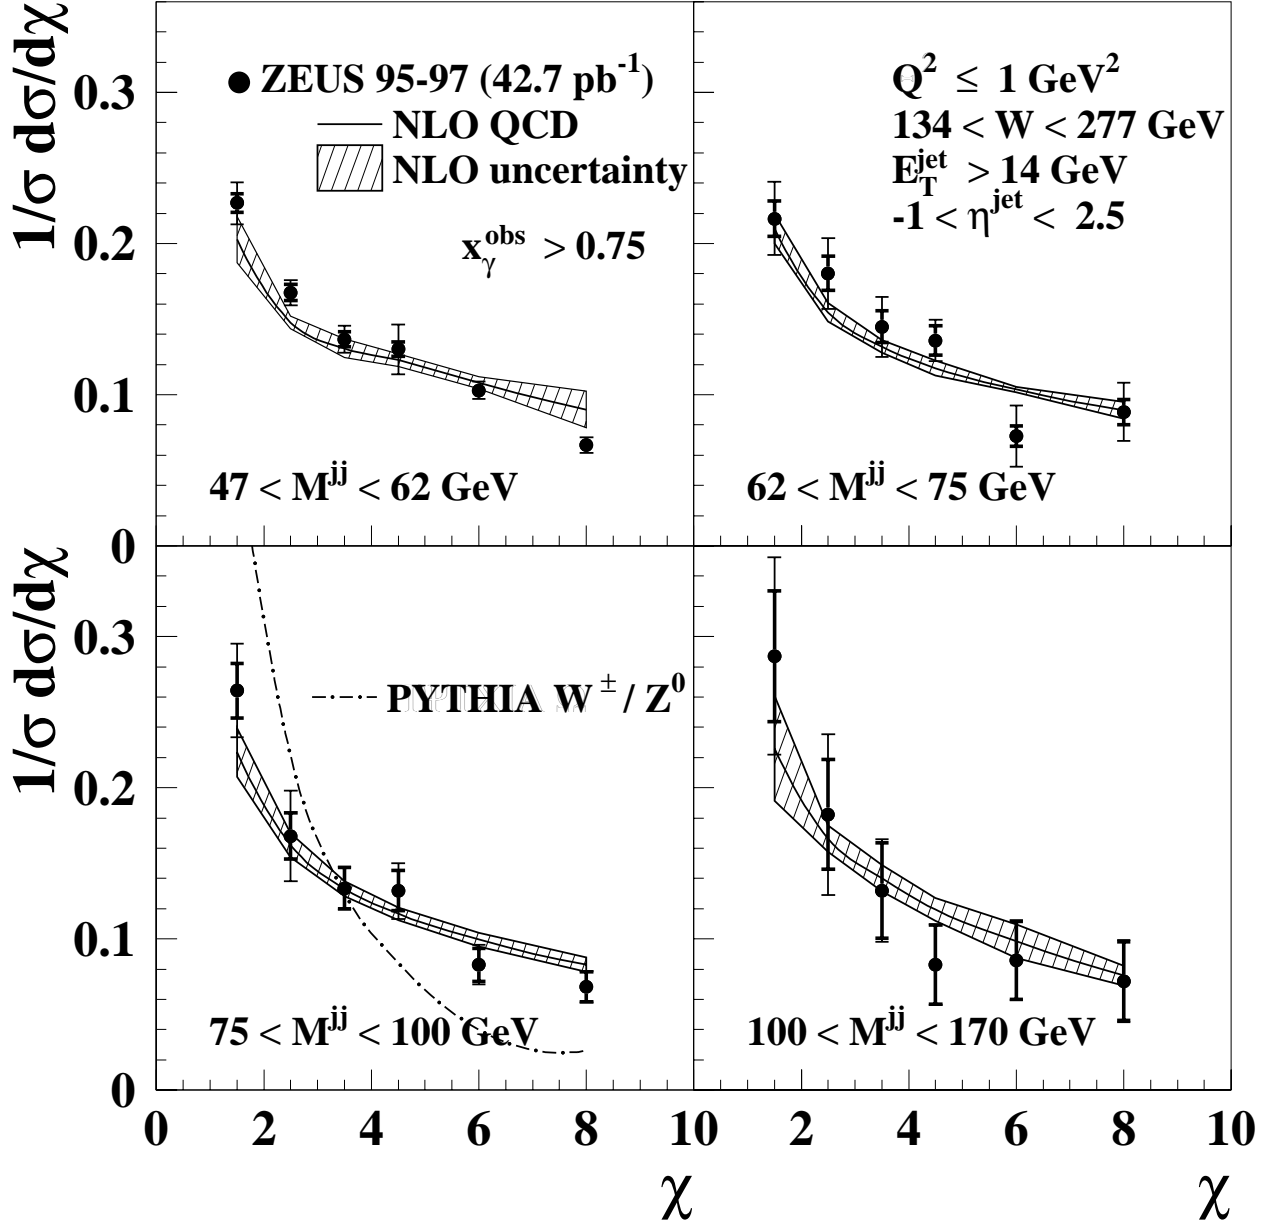 1/σ dσ/dχ
0.3
0.2
0.1
0
ZEUS 95-97 (42.7 pb⁻¹)
NLO QCD
NLO uncertainty
x_γ^obs > 0.75
47 < M^jj < 62 GeV
Q² ≤ 1 GeV²
134 < W < 277 GeV
E_T^jet > 14 GeV
-1 < η^jet < 2.5
62 < M^jj < 75 GeV
1/σ dσ/dχ
0.3
0.2
0.1
0
PYTHIA W^± / Z⁰
75 < M^jj < 100 GeV
100 < M^jj < 170 GeV
0 2 4 6 8 10 2 4 6 8 10
χ χ